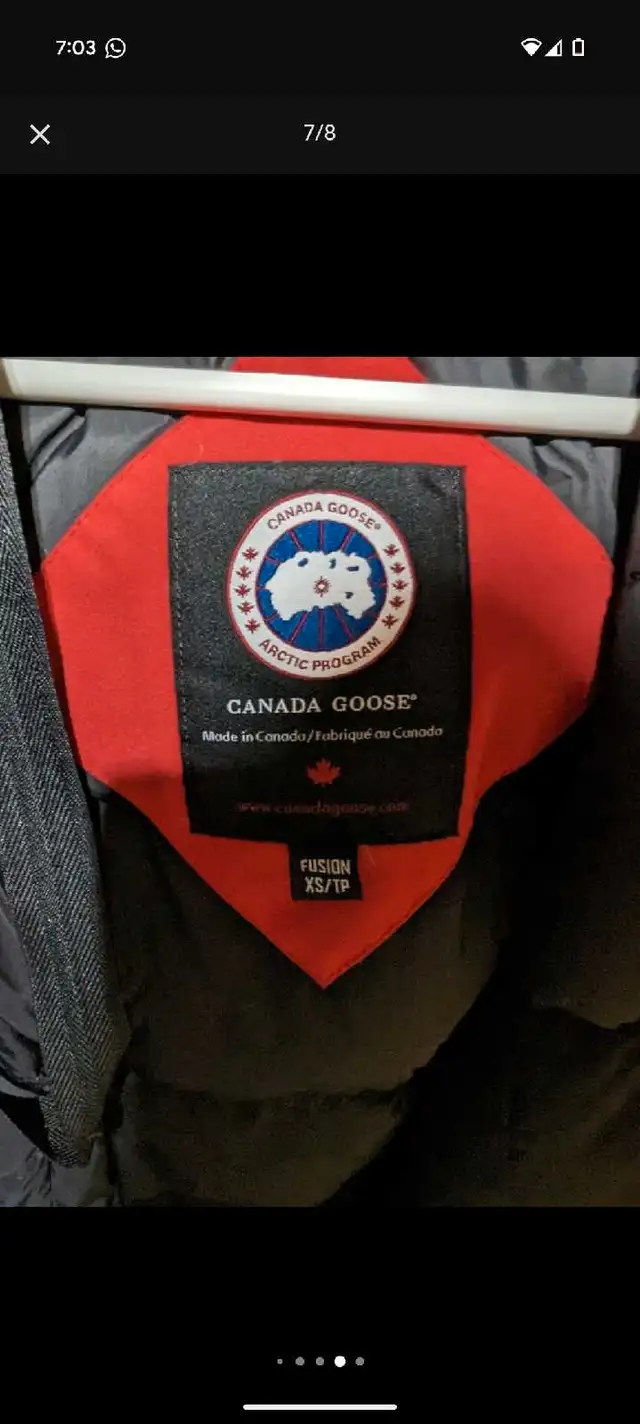 7:03
7/8
CANADA GOOSE®
ARCTIC PROGRAM
CANADA GOOSE®
Made in Canada/Fabriqué au Canada
www.canadagoose.com
FUSION
XS/TP